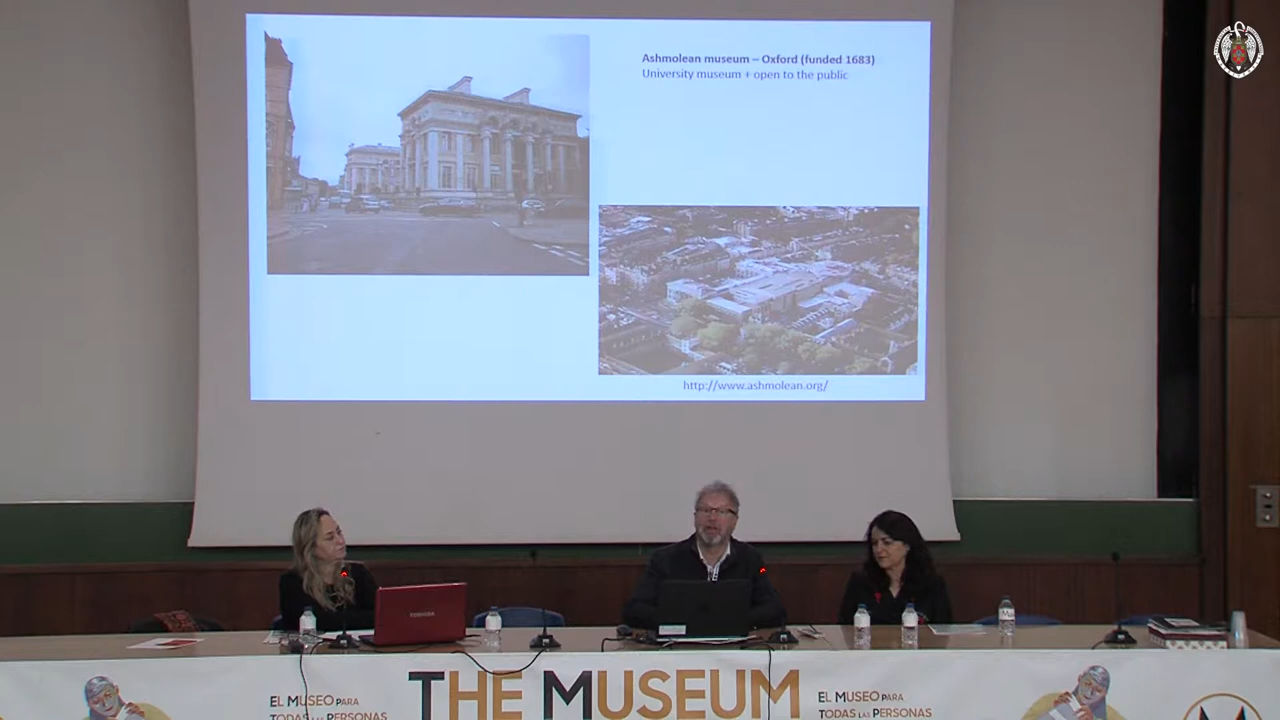 Ashmolean museum – Oxford (funded 1683)
University museum + open to the public
http://www.ashmolean.org/
TOSHIBA
EL MUSEO PARA
TODAS LAS PERSONAS
THE MUSEUM
EL MUSEO PARA
TODAS LAS PERSONAS